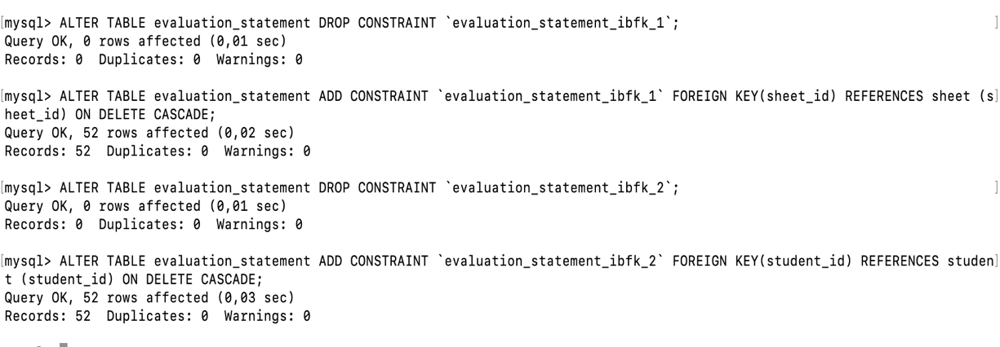 [mysql> ALTER TABLE evaluation_statement DROP CONSTRAINT `evaluation_statement_ibfk_1`; ]
Query OK, 0 rows affected (0,01 sec)
Records: 0  Duplicates: 0  Warnings: 0
[mysql> ALTER TABLE evaluation_statement ADD CONSTRAINT `evaluation_statement_ibfk_1` FOREIGN KEY(sheet_id) REFERENCES sheet (s]
heet_id) ON DELETE CASCADE;
Query OK, 52 rows affected (0,02 sec)
Records: 52  Duplicates: 0  Warnings: 0
[mysql> ALTER TABLE evaluation_statement DROP CONSTRAINT `evaluation_statement_ibfk_2`; ]
Query OK, 0 rows affected (0,01 sec)
Records: 0  Duplicates: 0  Warnings: 0
[mysql> ALTER TABLE evaluation_statement ADD CONSTRAINT `evaluation_statement_ibfk_2` FOREIGN KEY(student_id) REFERENCES studen]
t (student_id) ON DELETE CASCADE;
Query OK, 52 rows affected (0,03 sec)
Records: 52  Duplicates: 0  Warnings: 0